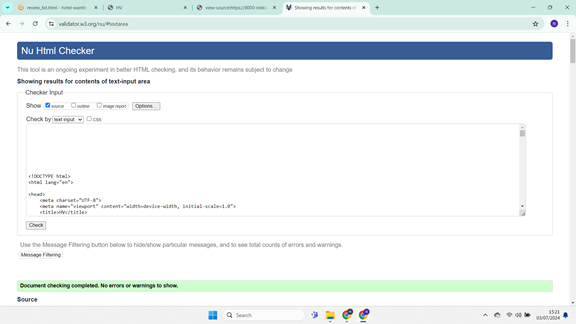 review_list.html - hotel-wanti
HV
view-source:https://8000-niski
Showing results for contents of
validator.w3.org/nu/#textarea
Nu Html Checker
This tool is an ongoing experiment in better HTML checking, and its behavior remains subject to change
Showing results for contents of text-input area
Checker Input
Show source outline image report Options...
Check by text input css
<!DOCTYPE html>
<html lang="en">
<head>
<meta charset="UTF-8">
<meta name="viewport" content="width=device-width, initial-scale=1.0">
<title>HV</title>
Check
Use the Message Filtering button below to hide/show particular messages, and to see total counts of errors and warnings.
Message Filtering
Document checking completed. No errors or warnings to show.
Source
Search
15:21
03/07/2024